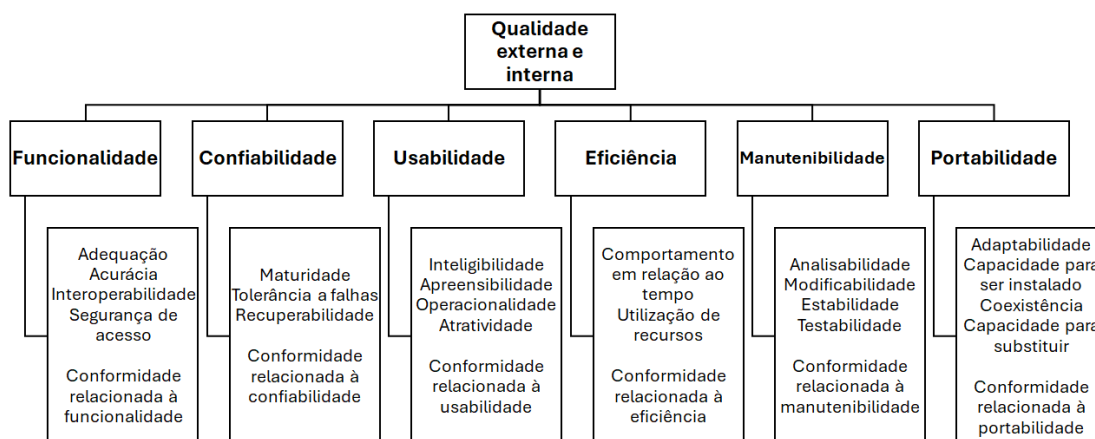 Qualidade
externa e
interna
Funcionalidade
Confiabilidade
Usabilidade
Eficiência
Manutenibilidade
Portabilidade
Adequação
Acurácia
Interoperabilidade
Segurança de
acesso
Conformidade
relacionada à
funcionalidade
Maturidade
Tolerância a falhas
Recuperabilidade
Conformidade
relacionada à
confiabilidade
Inteligibilidade
Apreensibilidade
Operacionalidade
Atratividade
Conformidade
relacionada à
usabilidade
Comportamento
em relação ao
tempo
Utilização de
recursos
Conformidade
relacionada à
eficiência
Analisabilidade
Modificabilidade
Estabilidade
Testabilidade
Conformidade
relacionada à
manutenibilidade
Adaptabilidade
Capacidade para
ser instalado
Coexistência
Capacidade para
substituir
Conformidade
relacionada à
portabilidade